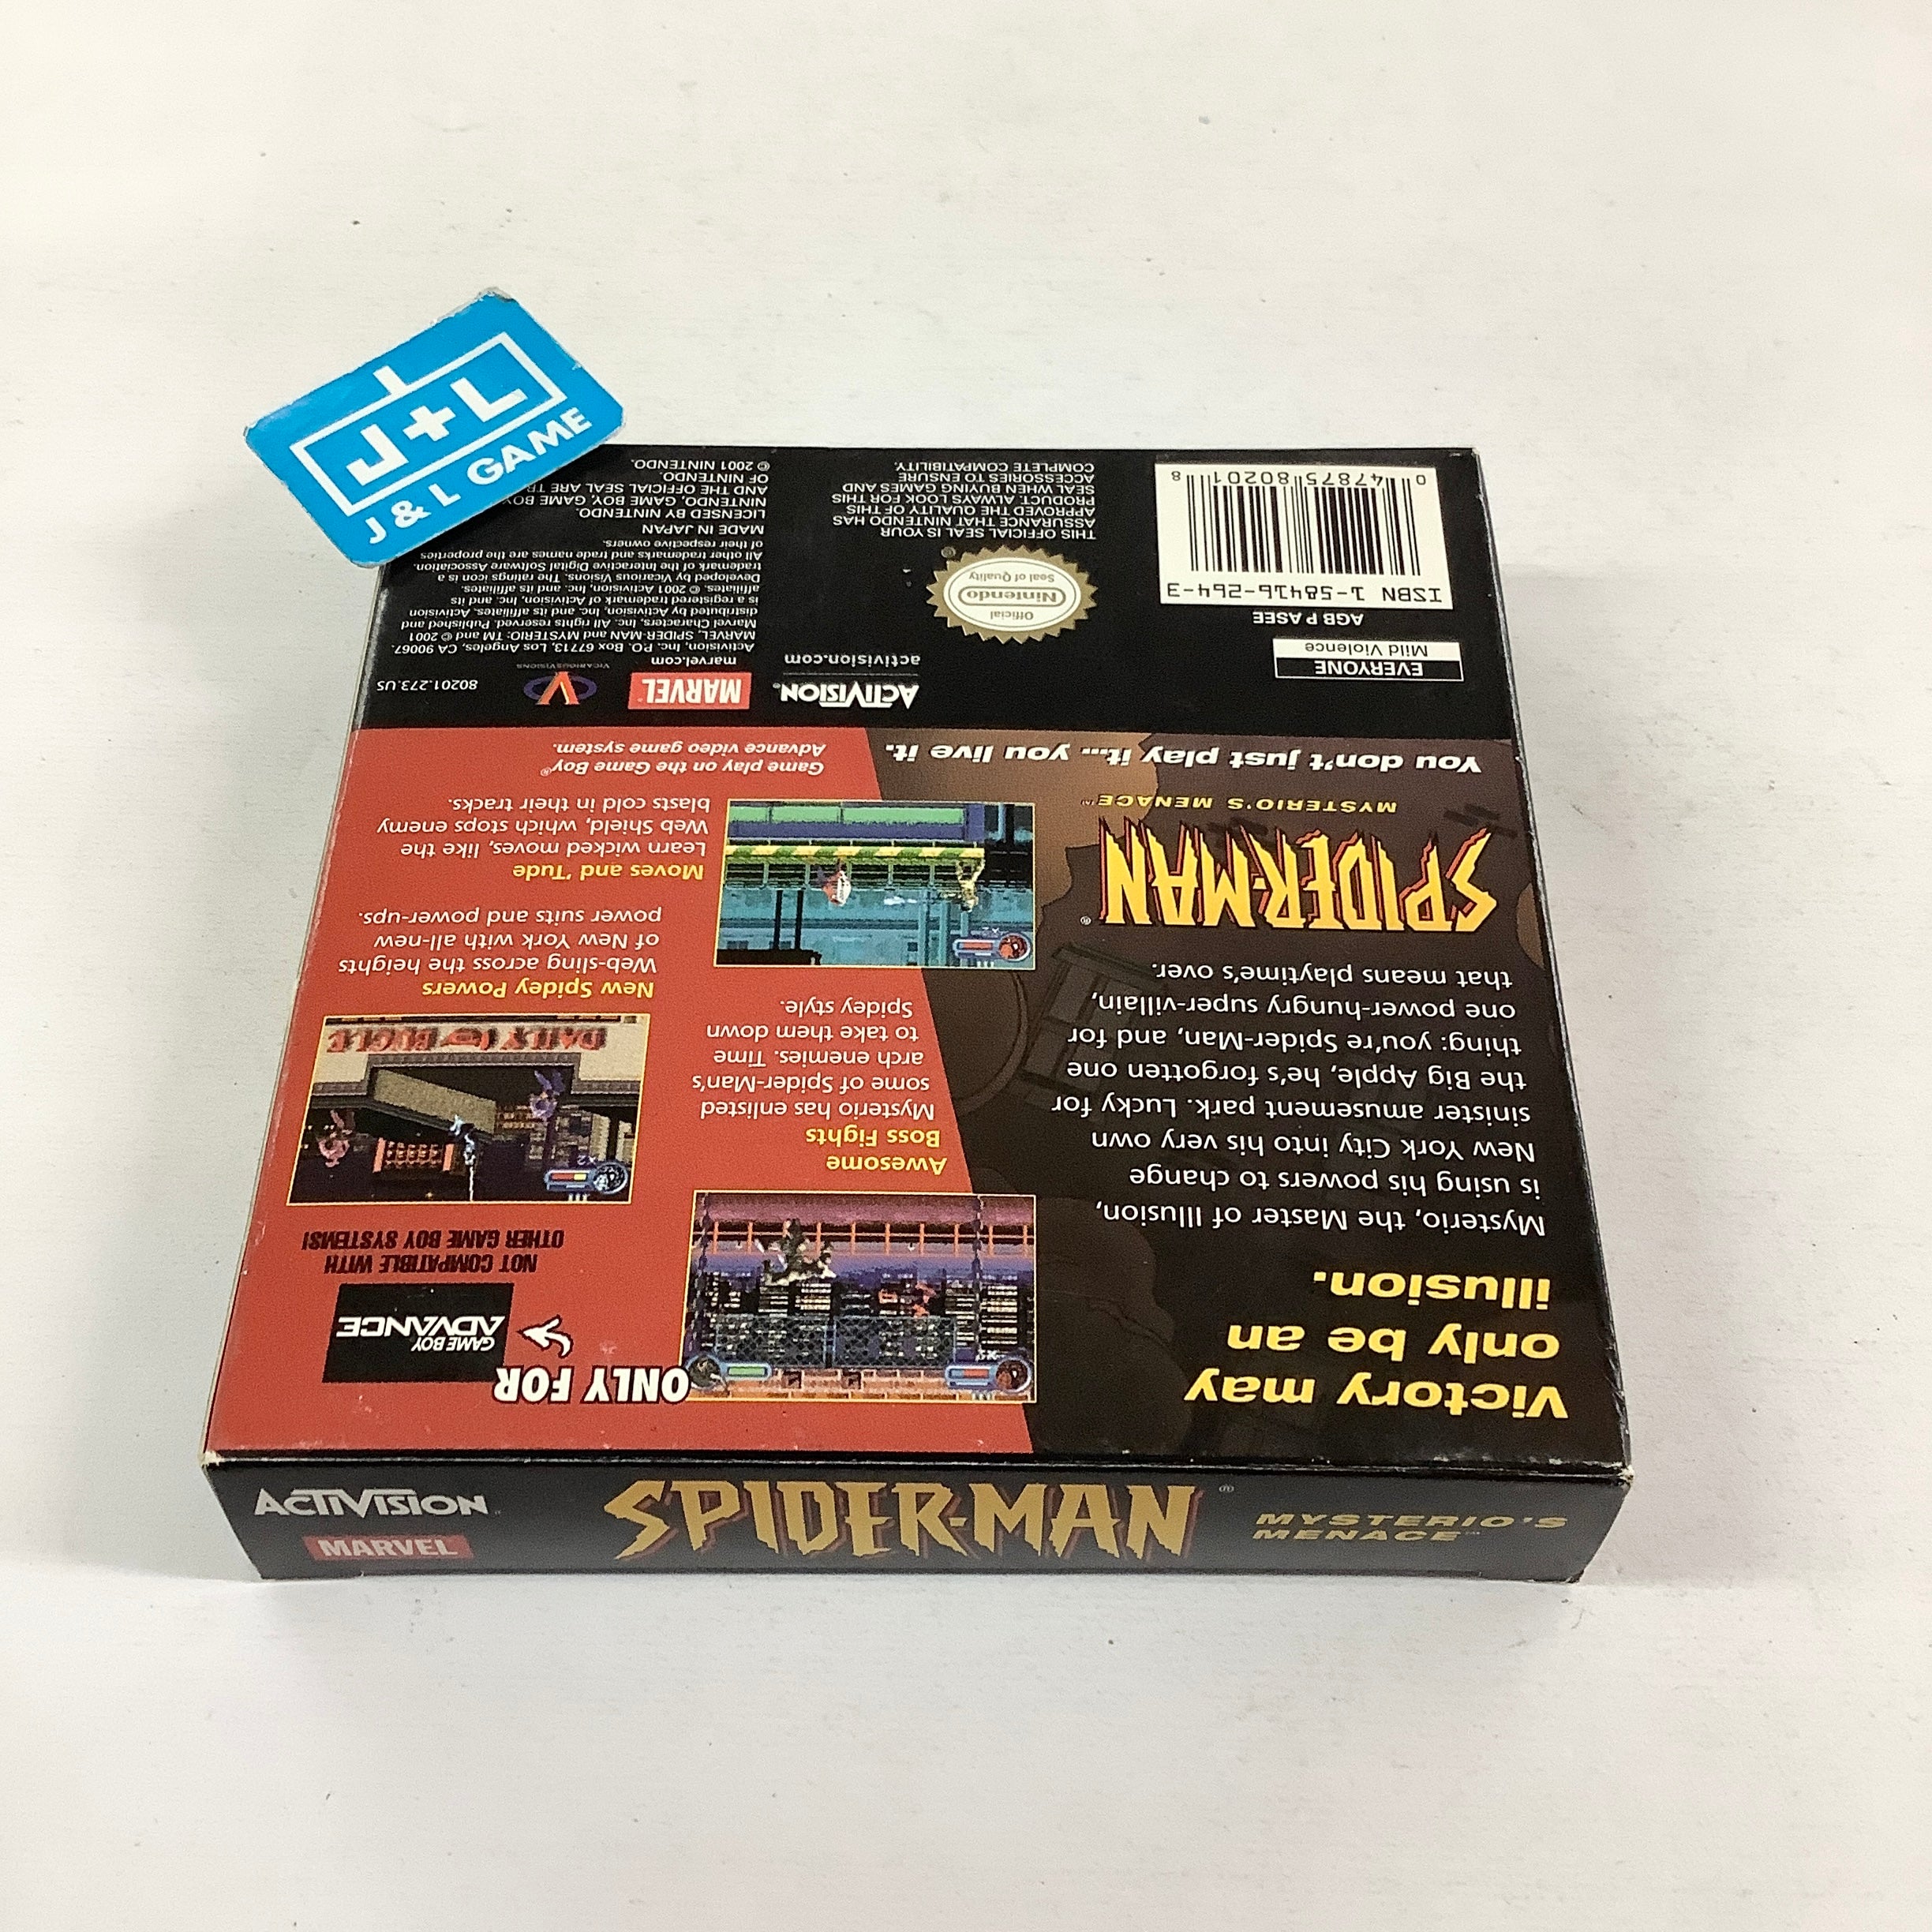 J+L
J & L GAME
ACTIVISION
MARVEL
SPIDER-MAN®
MYSTERIO'S
MENACE™
Victory may
only be an
illusion.
Mysterio, the Master of Illusion,
is using his powers to change
New York City into his very own
sinister amusement park. Lucky for
the Big Apple, he's forgotten one
thing: you're Spider-Man, and for
one power-hungry super-villain,
that means playtime's over.
SPIDER-MAN®
MYSTERIO'S MENACE™
You don't just play it... you live it.
ONLY FOR
GAME BOY
ADVANCE
NOT COMPATIBLE WITH
OTHER GAME BOY SYSTEMS!
Awesome
Boss Fights
Mysterio has enlisted
some of Spider-Man's
arch enemies. Time
to take them down
Spidey style.
DAILY BUGLE
New Spidey Powers
Web-sling across the heights
of New York with all-new
power suits and power-ups.
Moves and 'Tude
Learn wicked moves, like the
Web Shield, which stops enemy
blasts cold in their tracks.
Game play on the Game Boy®
Advance video game system.
EVERYONE
Mild Violence
AGB P ASEE
ISBN 1-58416-264-3
0 47875 80201 8
Official
Nintendo
Seal of Quality
®
THIS OFFICIAL SEAL IS YOUR
ASSURANCE THAT NINTENDO HAS
APPROVED THE QUALITY OF THIS
PRODUCT. ALWAYS LOOK FOR THIS
SEAL WHEN BUYING GAMES AND
ACCESSORIES TO ENSURE
COMPLETE COMPATIBILITY.
ACTIVISION®
activision.com
MARVEL
marvel.com
V
VICARIOUS VISIONS
80201.273.US
Activision, Inc. P.O. Box 67713, Los Angeles, CA 90067.
MARVEL, SPIDER-MAN and MYSTERIO: TM and © 2001
Marvel Characters, Inc. All rights reserved. Published and
distributed by Activision, Inc. and its affiliates. Activision
is a registered trademark of Activision, Inc. and its
affiliates. © 2001 Activision, Inc. and its affiliates.
Developed by Vicarious Visions. The ratings icon is a
trademark of the Interactive Digital Software Association.
All other trademarks and trade names are the properties
of their respective owners.
MADE IN JAPAN
LICENSED BY NINTENDO.
NINTENDO, GAME BOY, GAME BOY
AND THE OFFICIAL SEAL ARE
OF NINTENDO.
© 2001 NINTENDO.